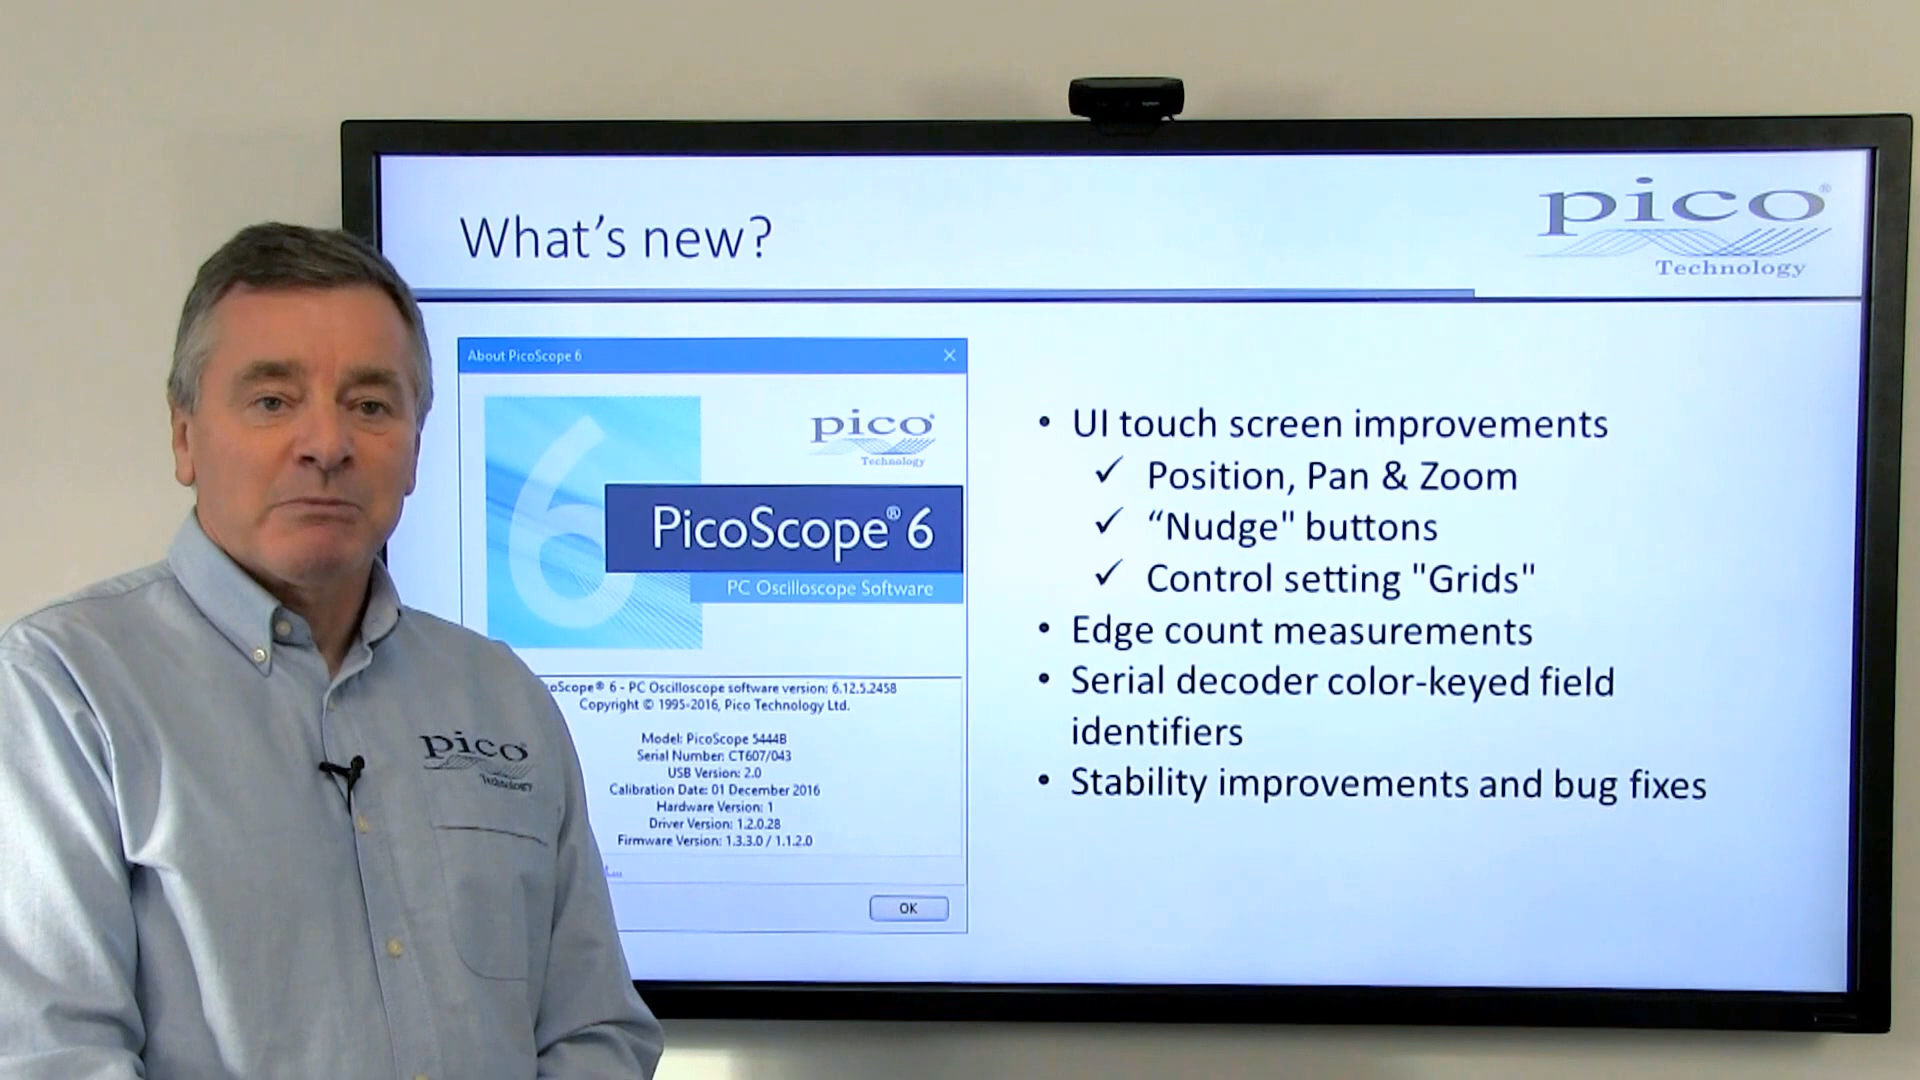 What's new?
pico®
Technology
About PicoScope 6
6
pico®
Technology
PicoScope® 6
PC Oscilloscope Software
oScope® 6 - PC Oscilloscope software version: 6.12.5.2458
Copyright © 1995-2016, Pico Technology Ltd.
Model: PicoScope 5444B
Serial Number: CT607/043
USB Version: 2.0
Calibration Date: 01 December 2016
Hardware Version: 1
Driver Version: 1.2.0.28
Firmware Version: 1.3.3.0 / 1.1.2.0
OK
• UI touch screen improvements
✓ Position, Pan & Zoom
✓ “Nudge" buttons
✓ Control setting "Grids"
• Edge count measurements
• Serial decoder color-keyed field
identifiers
• Stability improvements and bug fixes
pico®
Technology